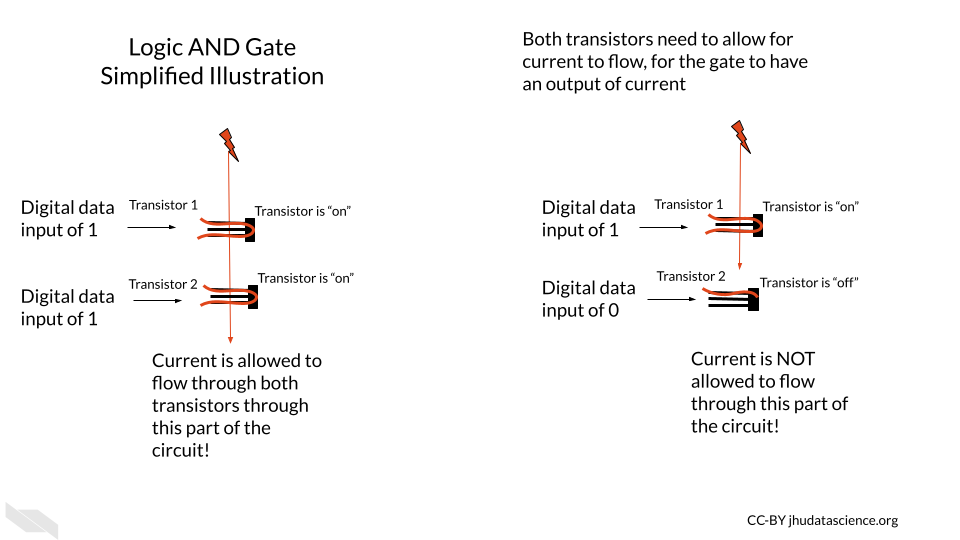 Logic AND Gate
Simplified Illustration
Digital data
input of 1
Transistor 1
Transistor is “on”
Digital data
input of 1
Transistor 2
Transistor is “on”
Current is allowed to
flow through both
transistors through
this part of the
circuit!
Both transistors need to allow for
current to flow, for the gate to have
an output of current
Digital data
input of 1
Transistor 1
Transistor is “on”
Digital data
input of 0
Transistor 2
Transistor is “off”
Current is NOT
allowed to flow
through this part of
the circuit!
CC-BY jhudatascience.org